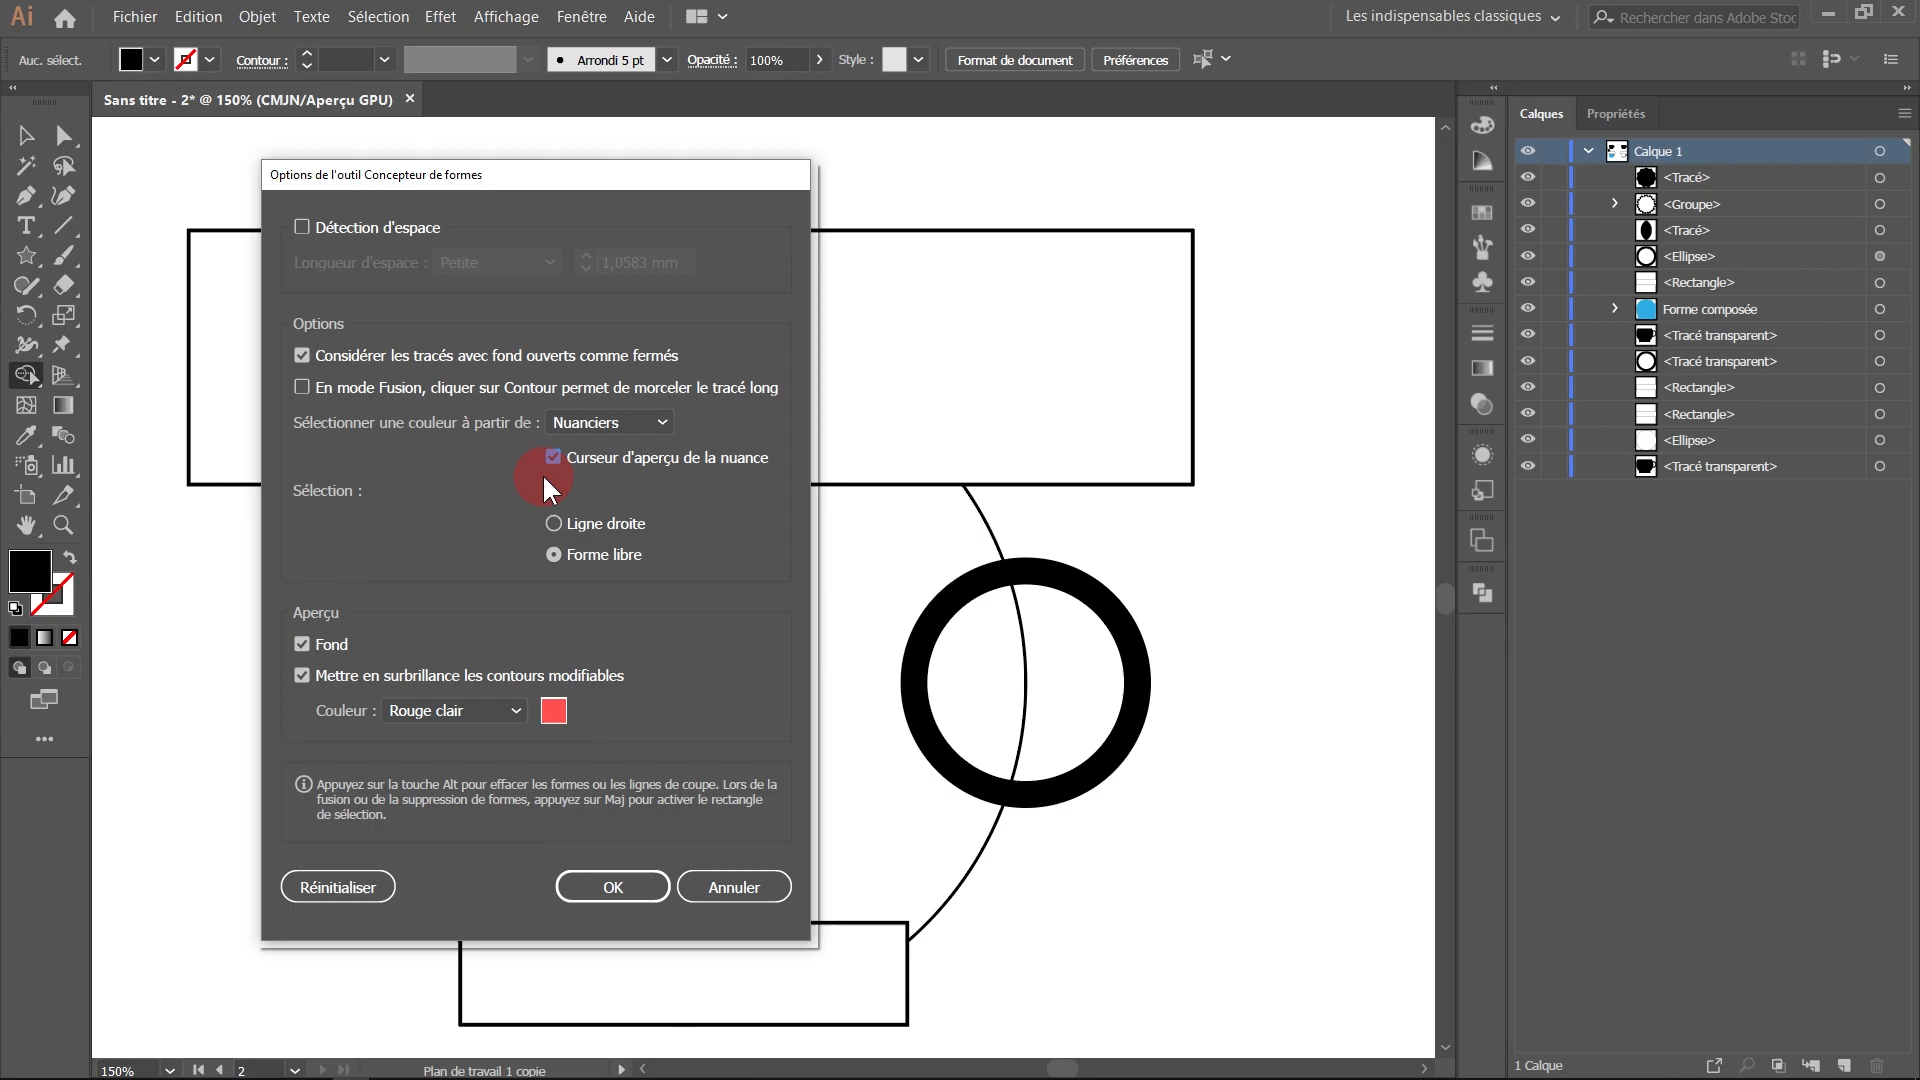 Ai
Fichier Edition Objet Texte Sélection Effet Affichage Fenêtre Aide
Les indispensables classiques
Rechercher dans Adobe Stoc
Auc. sélect.
Contour :
Arrondi 5 pt
Opacité : 100%
Style :
Format de document
Préférences
Sans titre - 2* @ 150% (CMJN/Aperçu GPU) ×
Options de l'outil Concepteur de formes
Détection d'espace
Longueur d'espace : Petite 1,0583 mm
Options
Considérer les tracés avec fond ouverts comme fermés
En mode Fusion, cliquer sur Contour permet de morceler le tracé long
Sélectionner une couleur à partir de : Nuanciers
Curseur d'aperçu de la nuance
Sélection :
Ligne droite
Forme libre
Aperçu
Fond
Mettre en surbrillance les contours modifiables
Couleur : Rouge clair
Appuyez sur la touche Alt pour effacer les formes ou les lignes de coupe. Lors de la
fusion ou de la suppression de formes, appuyez sur Maj pour activer le rectangle
de sélection.
Réinitialiser
OK
Annuler
Calques
Propriétés
Calque 1
<Tracé>
<Groupe>
<Tracé>
<Ellipse>
<Rectangle>
Forme composée
<Tracé transparent>
<Tracé transparent>
<Rectangle>
<Rectangle>
<Ellipse>
<Tracé transparent>
150%
2
Plan de travail 1 copie
1 Calque